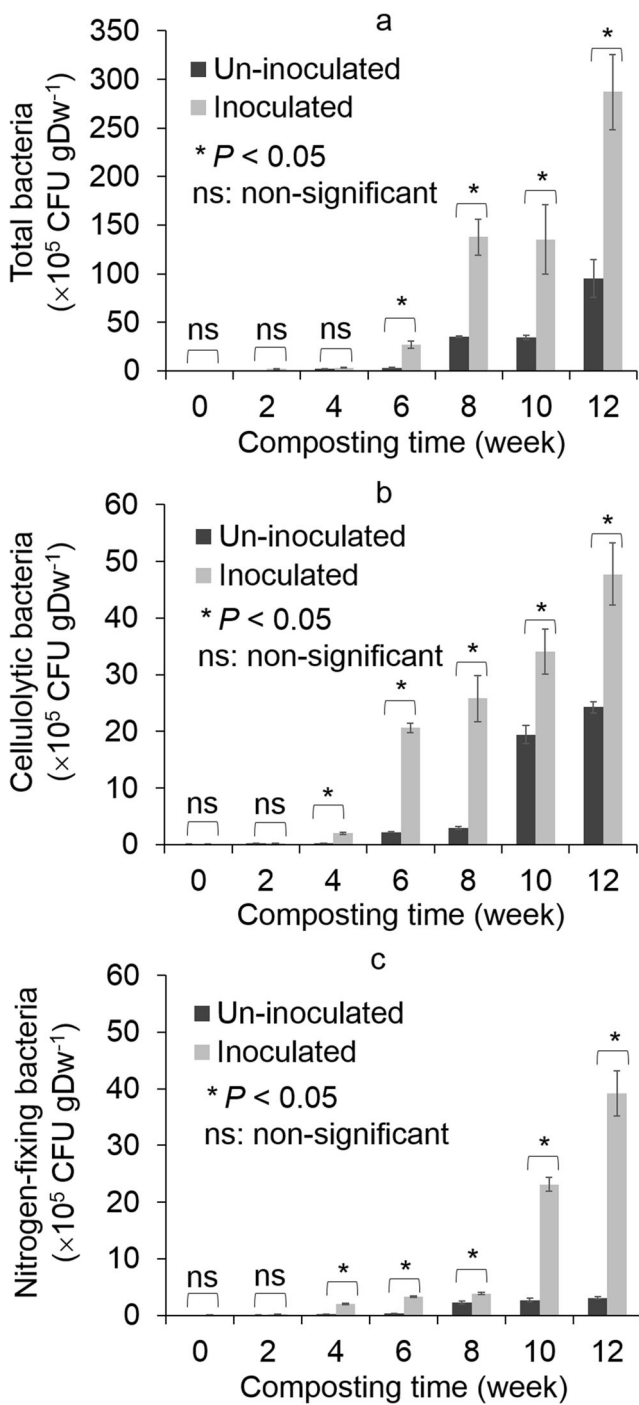 a
Total bacteria
(×10⁵ CFU gDw⁻¹)
350
300
250
200
150
100
50
0
Un-inoculated
Inoculated
* P < 0.05
ns: non-significant
ns
ns
ns
*
*
*
*
0 2 4 6 8 10 12
Composting time (week)
b
Cellulolytic bacteria
(×10⁵ CFU gDw⁻¹)
60
50
40
30
20
10
0
Un-inoculated
Inoculated
* P < 0.05
ns: non-significant
ns
ns
*
*
*
*
*
0 2 4 6 8 10 12
Composting time (week)
c
Nitrogen-fixing bacteria
(×10⁵ CFU gDw⁻¹)
60
50
40
30
20
10
0
Un-inoculated
Inoculated
* P < 0.05
ns: non-significant
ns
ns
*
*
*
*
*
0 2 4 6 8 10 12
Composting time (week)